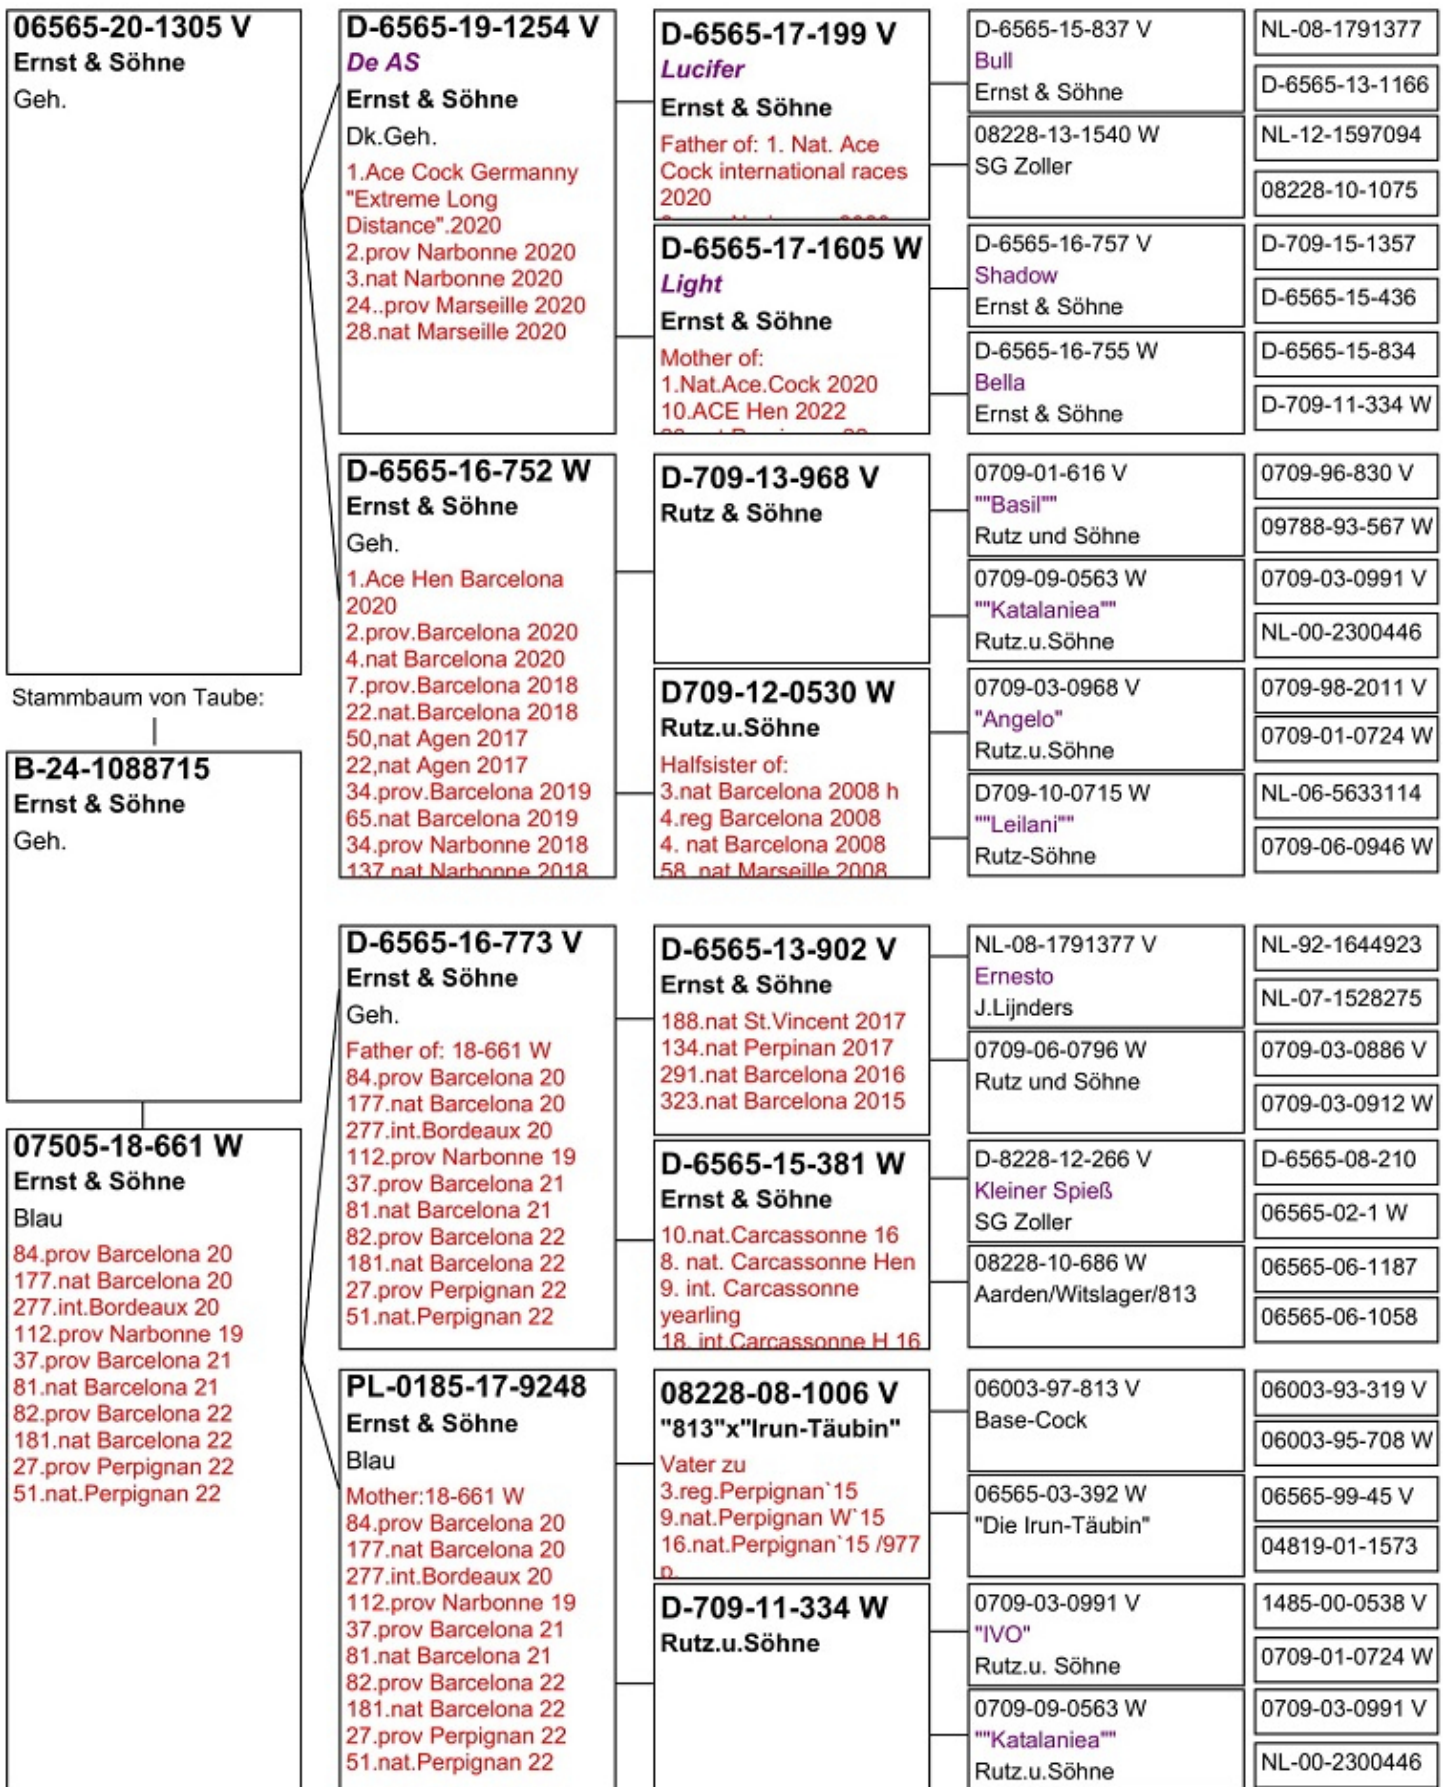 06565-20-1305 V
Ernst & Söhne
Geh.
Stammbaum von Taube:
B-24-1088715
Ernst & Söhne
Geh.
07505-18-661 W
Ernst & Söhne
Blau
84.prov Barcelona 20
177.nat Barcelona 20
277.int.Bordeaux 20
112.prov Narbonne 19
37.prov Barcelona 21
81.nat Barcelona 21
82.prov Barcelona 22
181.nat Barcelona 22
27.prov Perpignan 22
51.nat.Perpignan 22
D-6565-19-1254 V
De AS
Ernst & Söhne
Dk.Geh.
1.Ace Cock Germanny
"Extreme Long
Distance".2020
2.prov Narbonne 2020
3.nat Narbonne 2020
24..prov Marseille 2020
28.nat Marseille 2020
D-6565-16-752 W
Ernst & Söhne
Geh.
1.Ace Hen Barcelona
2020
2.prov.Barcelona 2020
4.nat Barcelona 2020
7.prov.Barcelona 2018
22.nat.Barcelona 2018
50,nat Agen 2017
22,nat Agen 2017
34.prov.Barcelona 2019
65.nat Barcelona 2019
34.prov Narbonne 2018
137.nat Narbonne 2018
D-6565-16-773 V
Ernst & Söhne
Geh.
Father of: 18-661 W
84.prov Barcelona 20
177.nat Barcelona 20
277.int.Bordeaux 20
112.prov Narbonne 19
37.prov Barcelona 21
81.nat Barcelona 21
82.prov Barcelona 22
181.nat Barcelona 22
27.prov Perpignan 22
51.nat.Perpignan 22
PL-0185-17-9248
Ernst & Söhne
Blau
Mother:18-661 W
84.prov Barcelona 20
177.nat Barcelona 20
277.int.Bordeaux 20
112.prov Narbonne 19
37.prov Barcelona 21
81.nat Barcelona 21
82.prov Barcelona 22
181.nat Barcelona 22
27.prov Perpignan 22
51.nat.Perpignan 22
D-6565-17-199 V
Lucifer
Ernst & Söhne
Father of: 1. Nat. Ace
Cock international races
2020
D-6565-17-1605 W
Light
Ernst & Söhne
Mother of:
1.Nat.Ace.Cock 2020
10.ACE Hen 2022
D-709-13-968 V
Rutz & Söhne
D709-12-0530 W
Rutz.u.Söhne
Halfsister of:
3.nat Barcelona 2008 h
4.reg Barcelona 2008
4. nat Barcelona 2008
58. nat Marseille 2008
D-6565-13-902 V
Ernst & Söhne
188.nat St.Vincent 2017
134.nat Perpinan 2017
291.nat Barcelona 2016
323.nat Barcelona 2015
D-6565-15-381 W
Ernst & Söhne
10.nat.Carcassonne 16
8. nat. Carcassonne Hen
9. int. Carcassonne
yearling
18. int.Carcassonne H 16
08228-08-1006 V
"813"x"Irun-Täubin"
Vater zu
3.reg.Perpignan`15
9.nat.Perpignan W`15
16.nat.Perpignan`15 /977
p.
D-709-11-334 W
Rutz.u.Söhne
D-6565-15-837 V
Bull
Ernst & Söhne
08228-13-1540 W
SG Zoller
D-6565-16-757 V
Shadow
Ernst & Söhne
D-6565-16-755 W
Bella
Ernst & Söhne
0709-01-616 V
""Basil""
Rutz und Söhne
0709-09-0563 W
""Katalaniea""
Rutz.u.Söhne
0709-03-0968 V
"Angelo"
Rutz.u.Söhne
D709-10-0715 W
""Leilani""
Rutz-Söhne
NL-08-1791377 V
Ernesto
J.Lijnders
0709-06-0796 W
Rutz und Söhne
D-8228-12-266 V
Kleiner Spieß
SG Zoller
08228-10-686 W
Aarden/Witslager/813
06003-97-813 V
Base-Cock
06565-03-392 W
"Die Irun-Täubin"
0709-03-0991 V
"IVO"
Rutz.u. Söhne
0709-09-0563 W
""Katalaniea""
Rutz.u.Söhne
NL-08-1791377
D-6565-13-1166
NL-12-1597094
08228-10-1075
D-709-15-1357
D-6565-15-436
D-6565-15-834
D-709-11-334 W
0709-96-830 V
09788-93-567 W
0709-03-0991 V
NL-00-2300446
0709-98-2011 V
0709-01-0724 W
NL-06-5633114
0709-06-0946 W
NL-92-1644923
NL-07-1528275
0709-03-0886 V
0709-03-0912 W
D-6565-08-210
06565-02-1 W
06565-06-1187
06565-06-1058
06003-93-319 V
06003-95-708 W
06565-99-45 V
04819-01-1573
1485-00-0538 V
0709-01-0724 W
0709-03-0991 V
NL-00-2300446